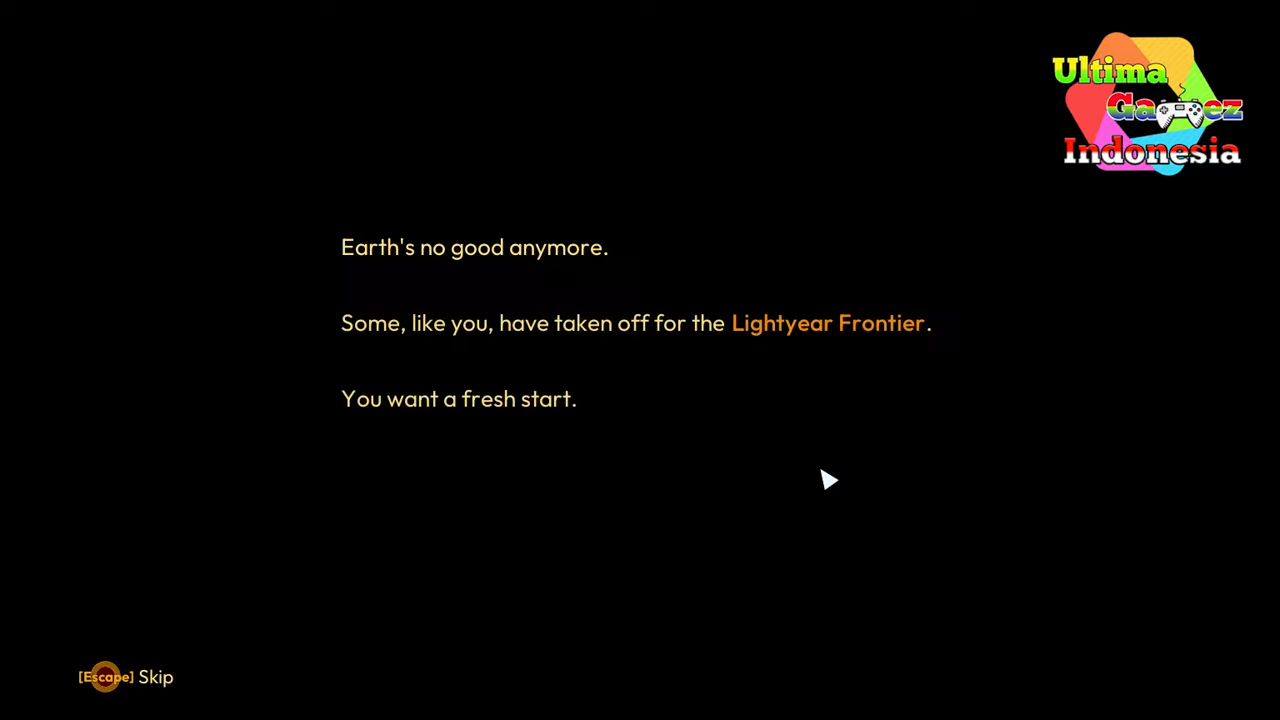 Ultima
Gamez
Indonesia
Earth's no good anymore.
Some, like you, have taken off for the Lightyear Frontier.
You want a fresh start.
[Escape] Skip